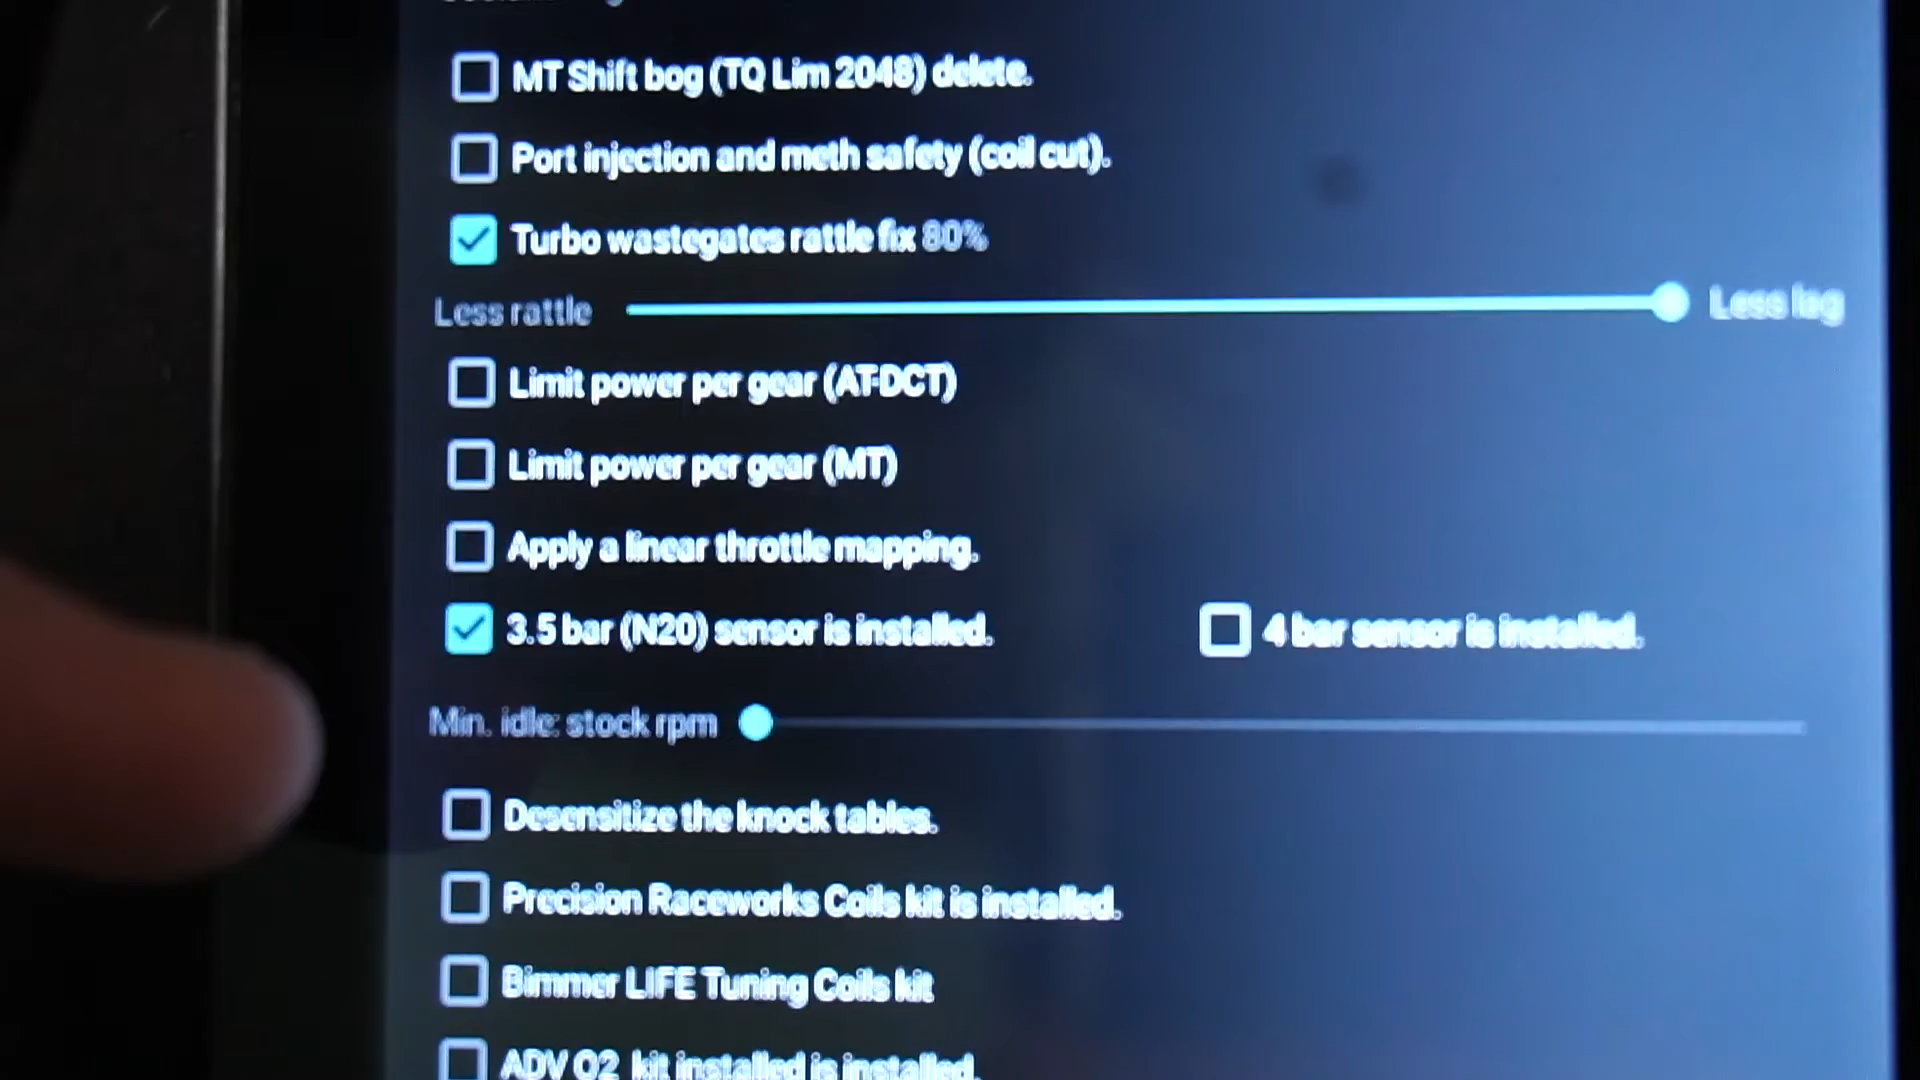 MT Shift bog (TQ Lim 2048) delete.
Port injection and meth safety (coil cut).
Turbo wastegates rattle fix 80%
Less rattle Less lag
Limit power per gear (AT-DCT)
Limit power per gear (MT)
Apply a linear throttle mapping.
3.5 bar (N20) sensor is installed. 4 bar sensor is installed.
Min. idle: stock rpm
Desensitize the knock tables.
Precision Raceworks Coils kit is installed.
Bimmer LIFE Tuning Coils kit
ADV O2 kit installed is installed.